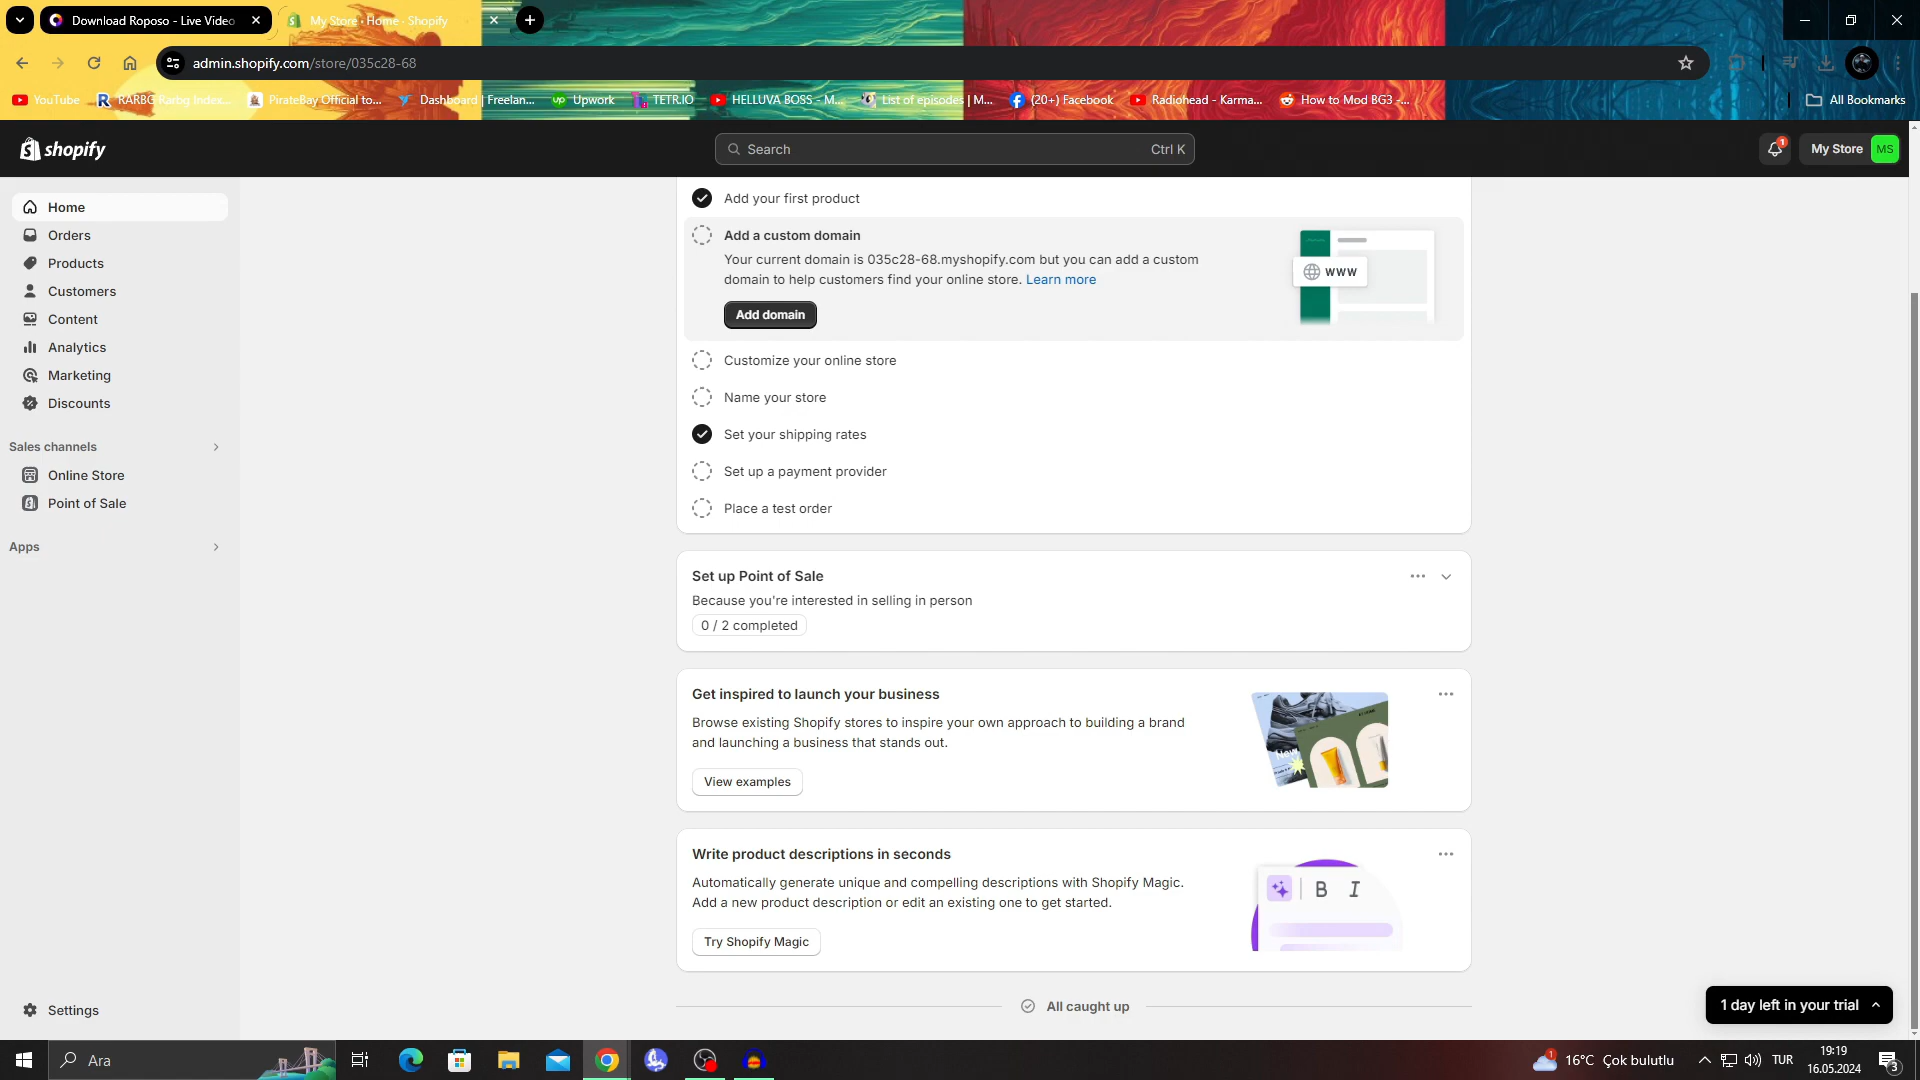 Download Roposo - Live Video
My Store · Home · Shopify
admin.shopify.com/store/035c28-68
YouTube
RARBG Rarbg Index...
PirateBay Official to...
Dashboard | Freelan...
Upwork
TETR.IO
HELLUVA BOSS - M...
List of episodes | M...
(20+) Facebook
Radiohead - Karma...
How to Mod BG3 -...
All Bookmarks
shopify
Search
Ctrl K
1
My Store
MS
Home
Orders
Products
Customers
Content
Analytics
Marketing
Discounts
Sales channels
Online Store
Point of Sale
Apps
Settings
Add your first product
Add a custom domain
Your current domain is 035c28-68.myshopify.com but you can add a custom
domain to help customers find your online store. Learn more
Add domain
www
Customize your online store
Name your store
Set your shipping rates
Set up a payment provider
Place a test order
Set up Point of Sale
Because you're interested in selling in person
0 / 2 completed
Get inspired to launch your business
Browse existing Shopify stores to inspire your own approach to building a brand
and launching a business that stands out.
View examples
New
Write product descriptions in seconds
Automatically generate unique and compelling descriptions with Shopify Magic.
Add a new product description or edit an existing one to get started.
Try Shopify Magic
B I
All caught up
1 day left in your trial
Ara
1
16°C Çok bulutlu
TUR
19:19
16.05.2024
3